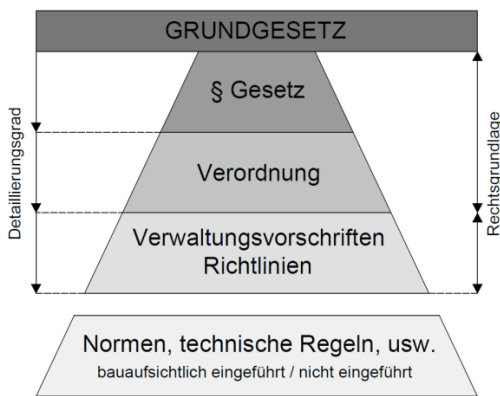 GRUNDGESETZ
§ Gesetz
Verordnung
Verwaltungsvorschriften
Richtlinien
Normen, technische Regeln, usw.
bauaufsichtlich eingeführt / nicht eingeführt
Detaillierungsgrad
Rechtsgrundlage